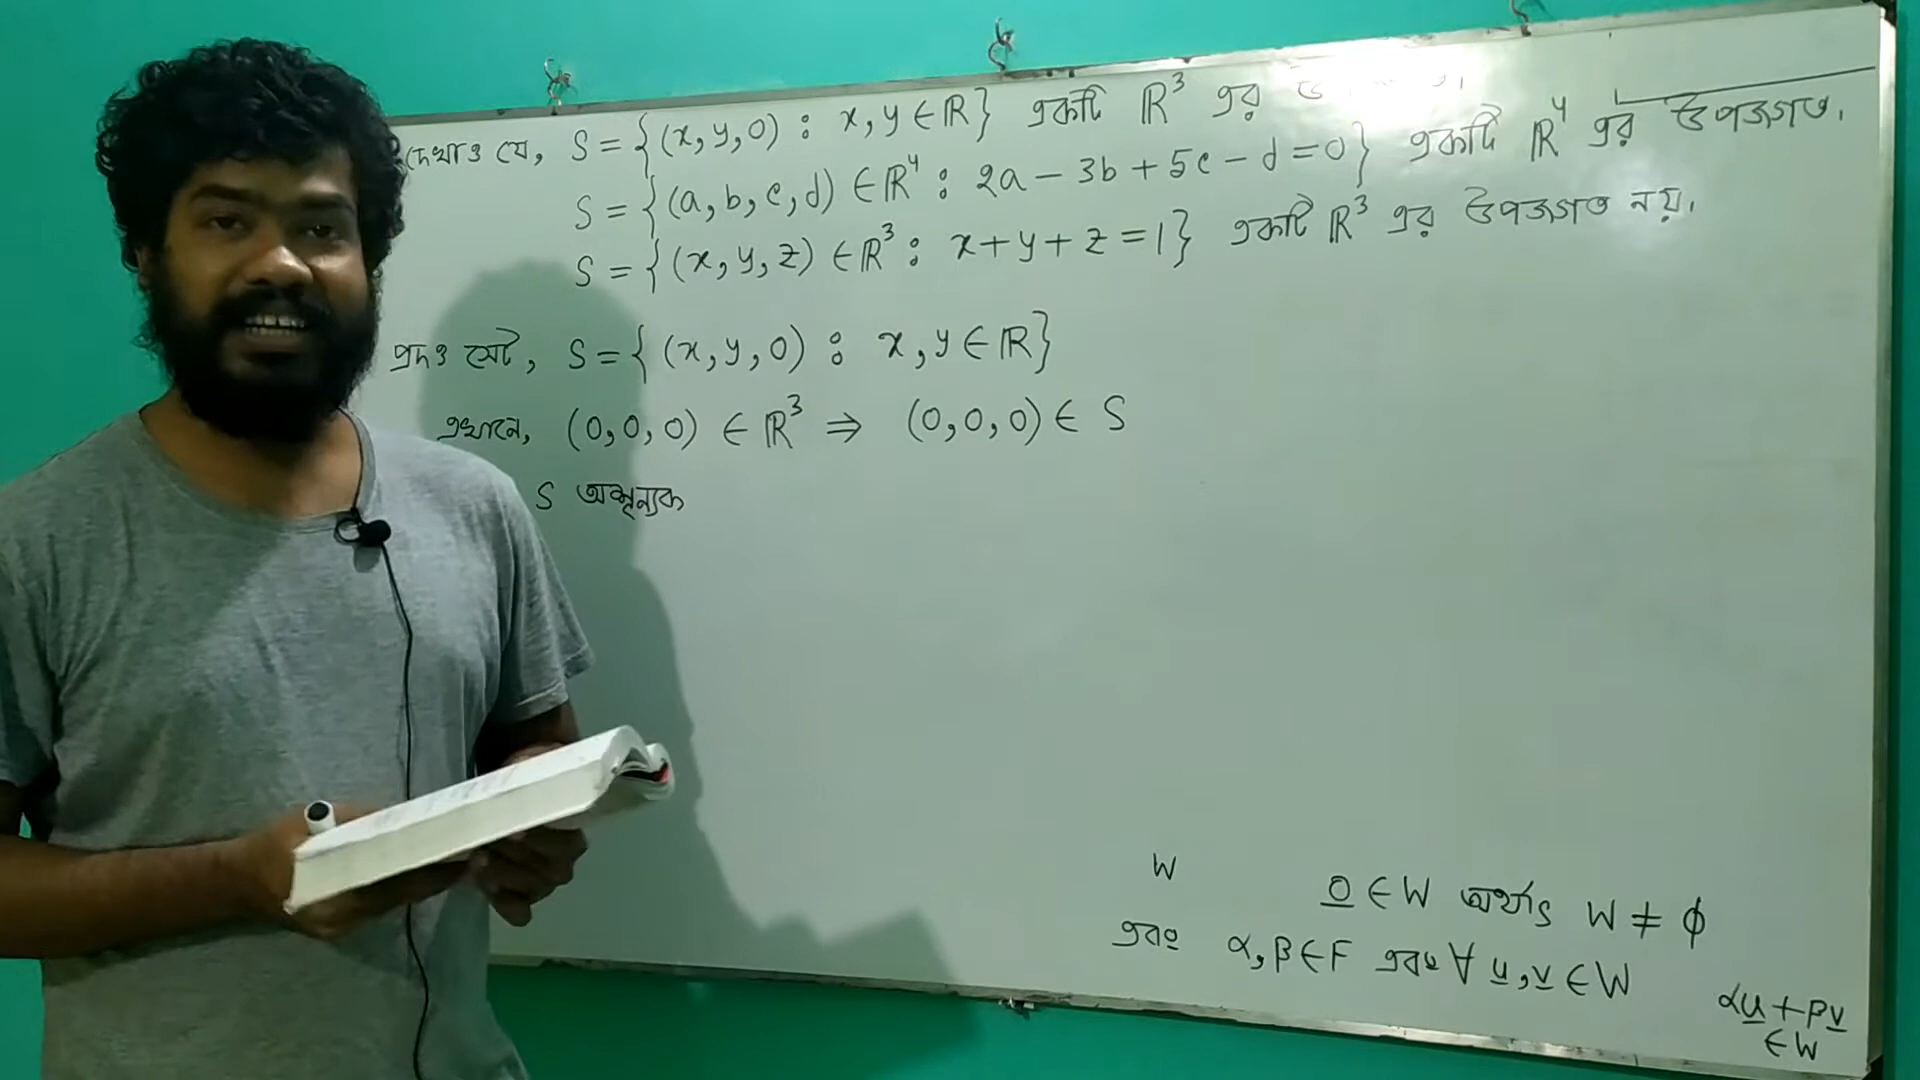 দেখাও যে, S = {(x, y, 0) : x, y ∈ ℝ} একটি ℝ³ এর
S = {(a, b, c, d) ∈ ℝ⁴ : 2a − 3b + 5c − d = 0} একটি ℝ⁴ এর উপজগত।
S = {(x, y, z) ∈ ℝ³ : x + y + z = 1} একটি ℝ³ এর উপজগত নয়।
প্রদত্ত সেট, S = {(x, y, 0) : x, y ∈ ℝ}
এখানে, (0, 0, 0) ∈ ℝ³ ⇒ (0, 0, 0) ∈ S
S অশূন্যক
W
0 ∈ W অর্থাৎ W ≠ ϕ
এবং α, β ∈ F এবং ∀ u, v ∈ W
αu + βv
∈ W